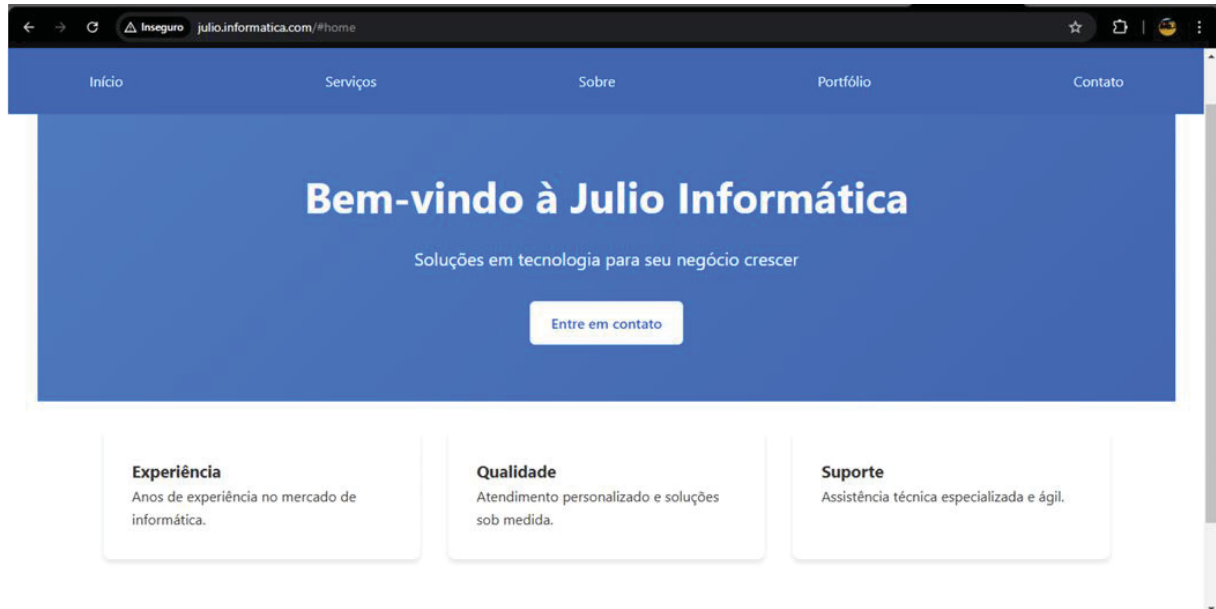 Inseguro julio.informatica.com/#home
Início Serviços Sobre Portfólio Contato
Bem-vindo à Julio Informática
Soluções em tecnologia para seu negócio crescer
Entre em contato
Experiência
Anos de experiência no mercado de
informática.
Qualidade
Atendimento personalizado e soluções
sob medida.
Suporte
Assistência técnica especializada e ágil.